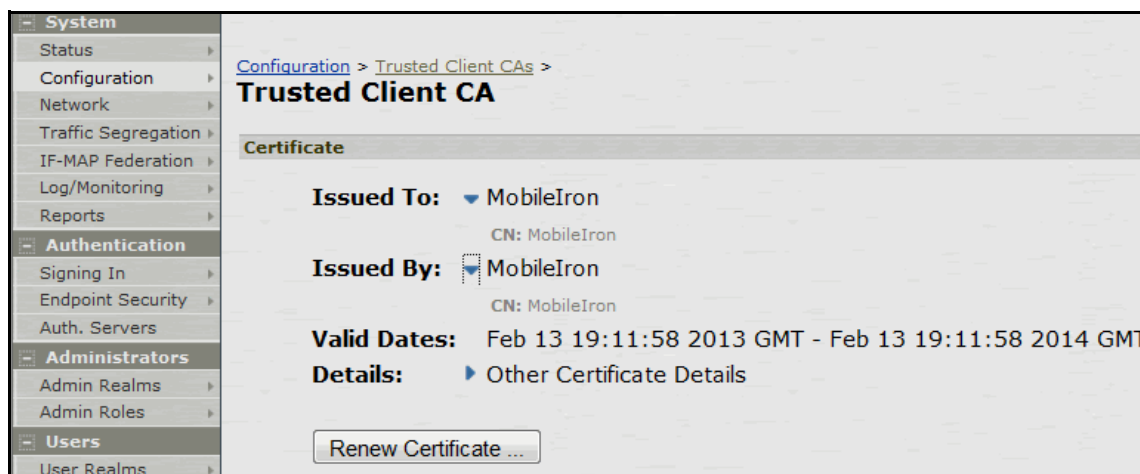 System
Status
Configuration
Network
Traffic Segregation
IF-MAP Federation
Log/Monitoring
Reports
Authentication
Signing In
Endpoint Security
Auth. Servers
Administrators
Admin Realms
Admin Roles
Users
User Realms
Configuration > Trusted Client CAs >
Trusted Client CA
Certificate
Issued To: MobileIron
CN: MobileIron
Issued By: MobileIron
CN: MobileIron
Valid Dates: Feb 13 19:11:58 2013 GMT - Feb 13 19:11:58 2014 GMT
Details: Other Certificate Details
Renew Certificate ...